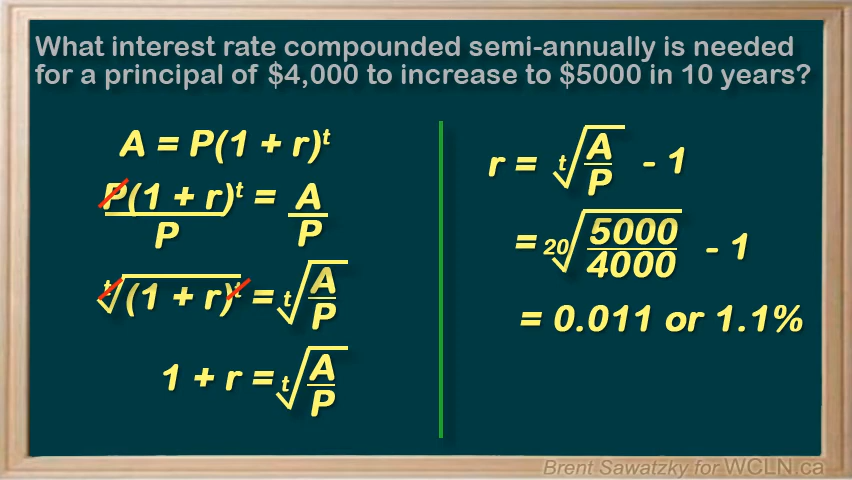 What interest rate compounded semi-annually is needed
for a principal of $4,000 to increase to $5000 in 10 years?
A = P(1 + r)^t
P(1 + r)^t / P = A / P
ᵗ√(1 + r)^t = ᵗ√(A / P)
1 + r = ᵗ√(A / P)
r = ᵗ√(A / P) - 1
= ²⁰√(5000 / 4000) - 1
= 0.011 or 1.1%
Brent Sawatzky for WCLN.ca